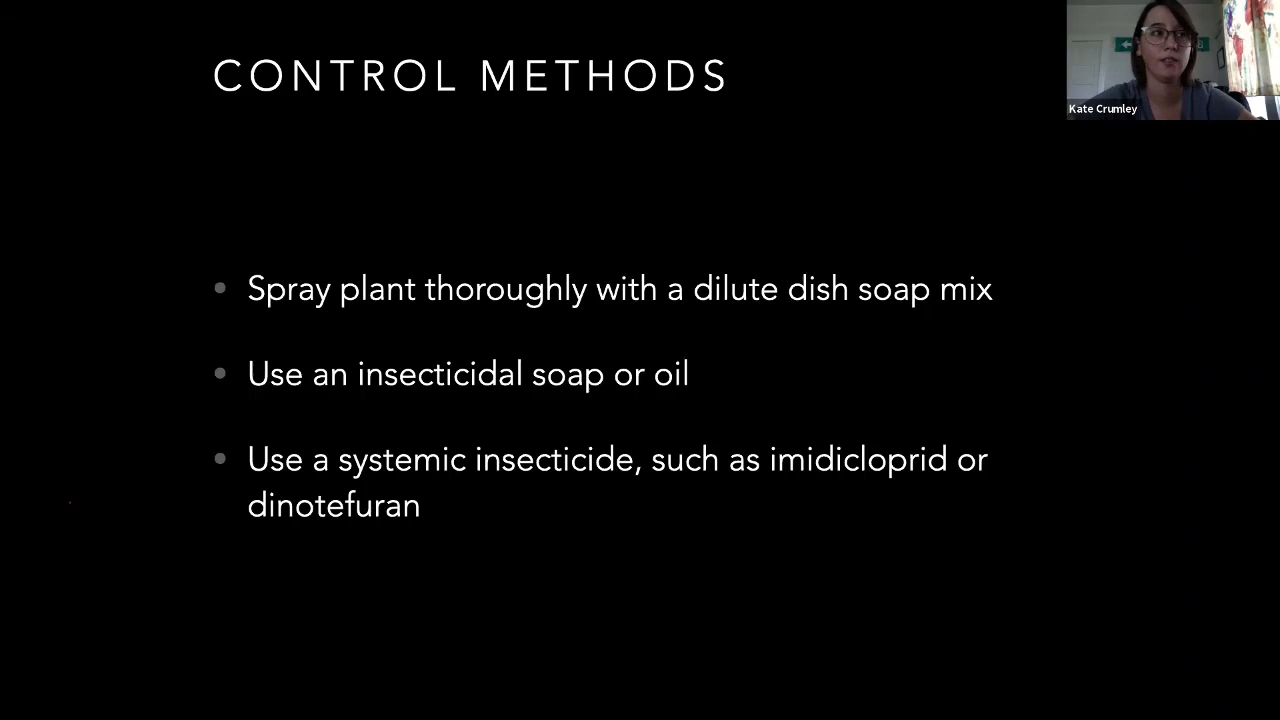 CONTROL METHODS
Kate Crumley
• Spray plant thoroughly with a dilute dish soap mix
• Use an insecticidal soap or oil
• Use a systemic insecticide, such as imidicloprid or
dinotefuran